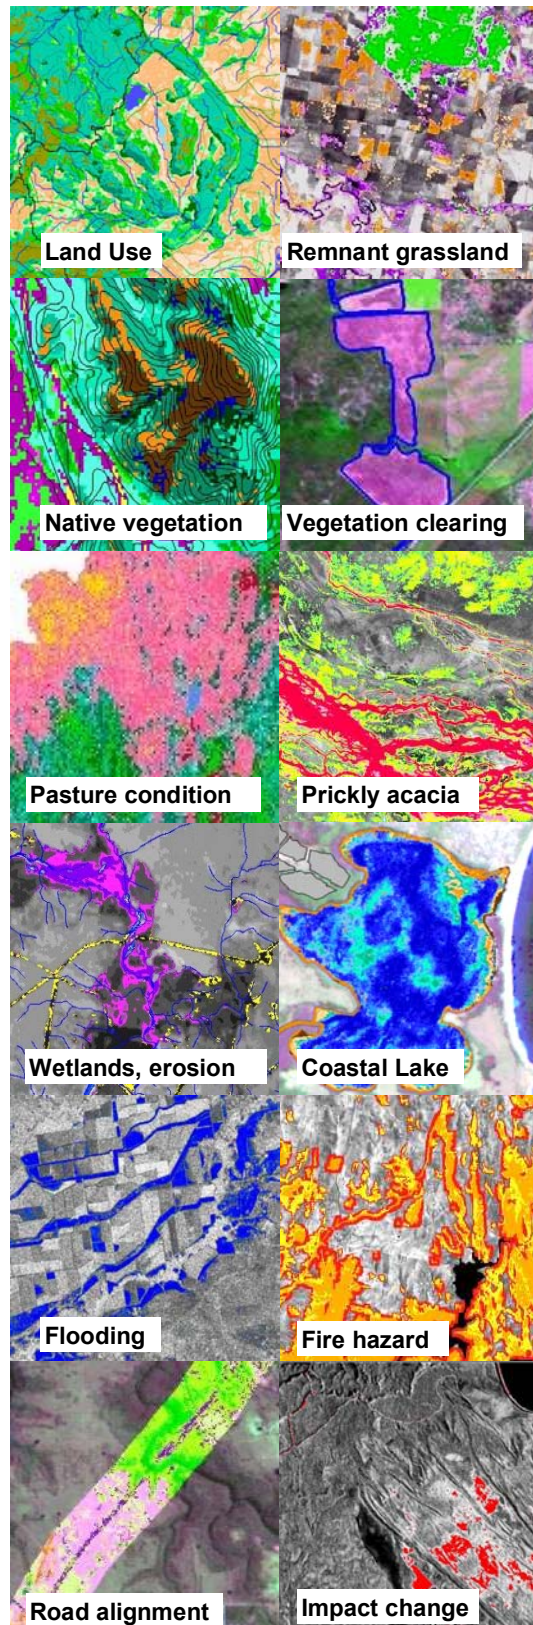 Land Use
Remnant grassland
Native vegetation
Vegetation clearing
Pasture condition
Prickly acacia
Wetlands, erosion
Coastal Lake
Flooding
Fire hazard
Road alignment
Impact change